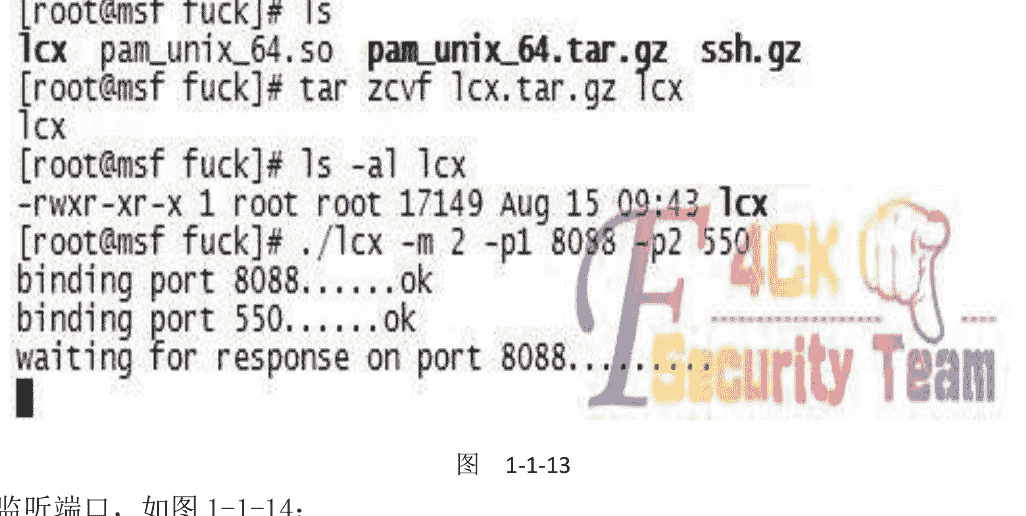 [root@msf fuck]# ls
lcx pam_unix_64.so pam_unix_64.tar.gz ssh.gz
[root@msf fuck]# tar zcvf lcx.tar.gz lcx
lcx
[root@msf fuck]# ls -al lcx
-rwxr-xr-x 1 root root 17149 Aug 15 09:43 lcx
[root@msf fuck]# ./lcx -m 2 -p1 8088 -p2 550
binding port 8088......ok
binding port 550......ok
waiting for response on port 8088.........
F4CK
Security Team
图 1-1-13
监听端口，如图 1-1-14：